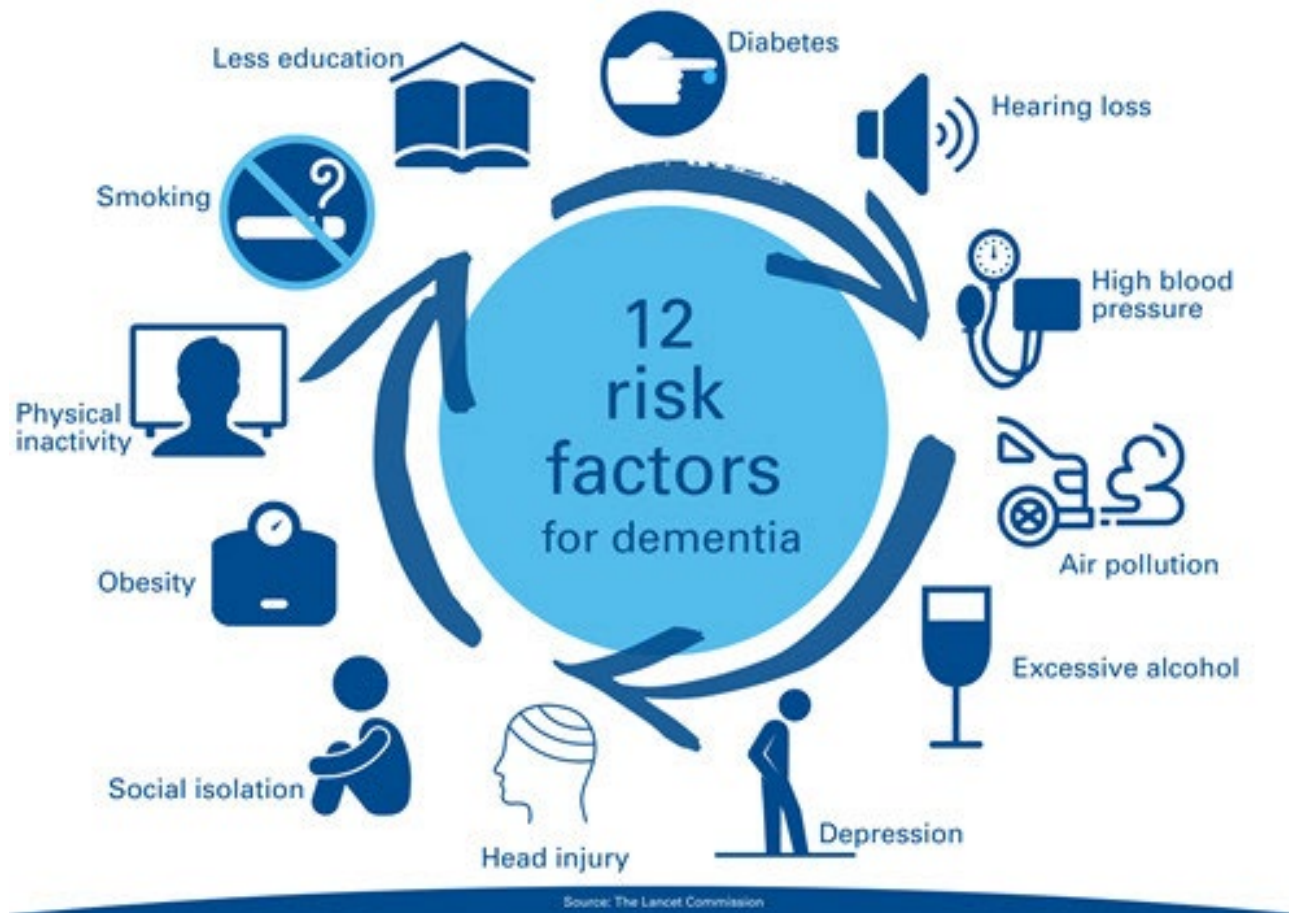 12
risk
factors
for dementia
Diabetes
Hearing loss
High blood
pressure
Air pollution
Excessive alcohol
Depression
Head injury
Social isolation
Obesity
Physical
inactivity
Smoking
Less education
Source: The Lancet Commission